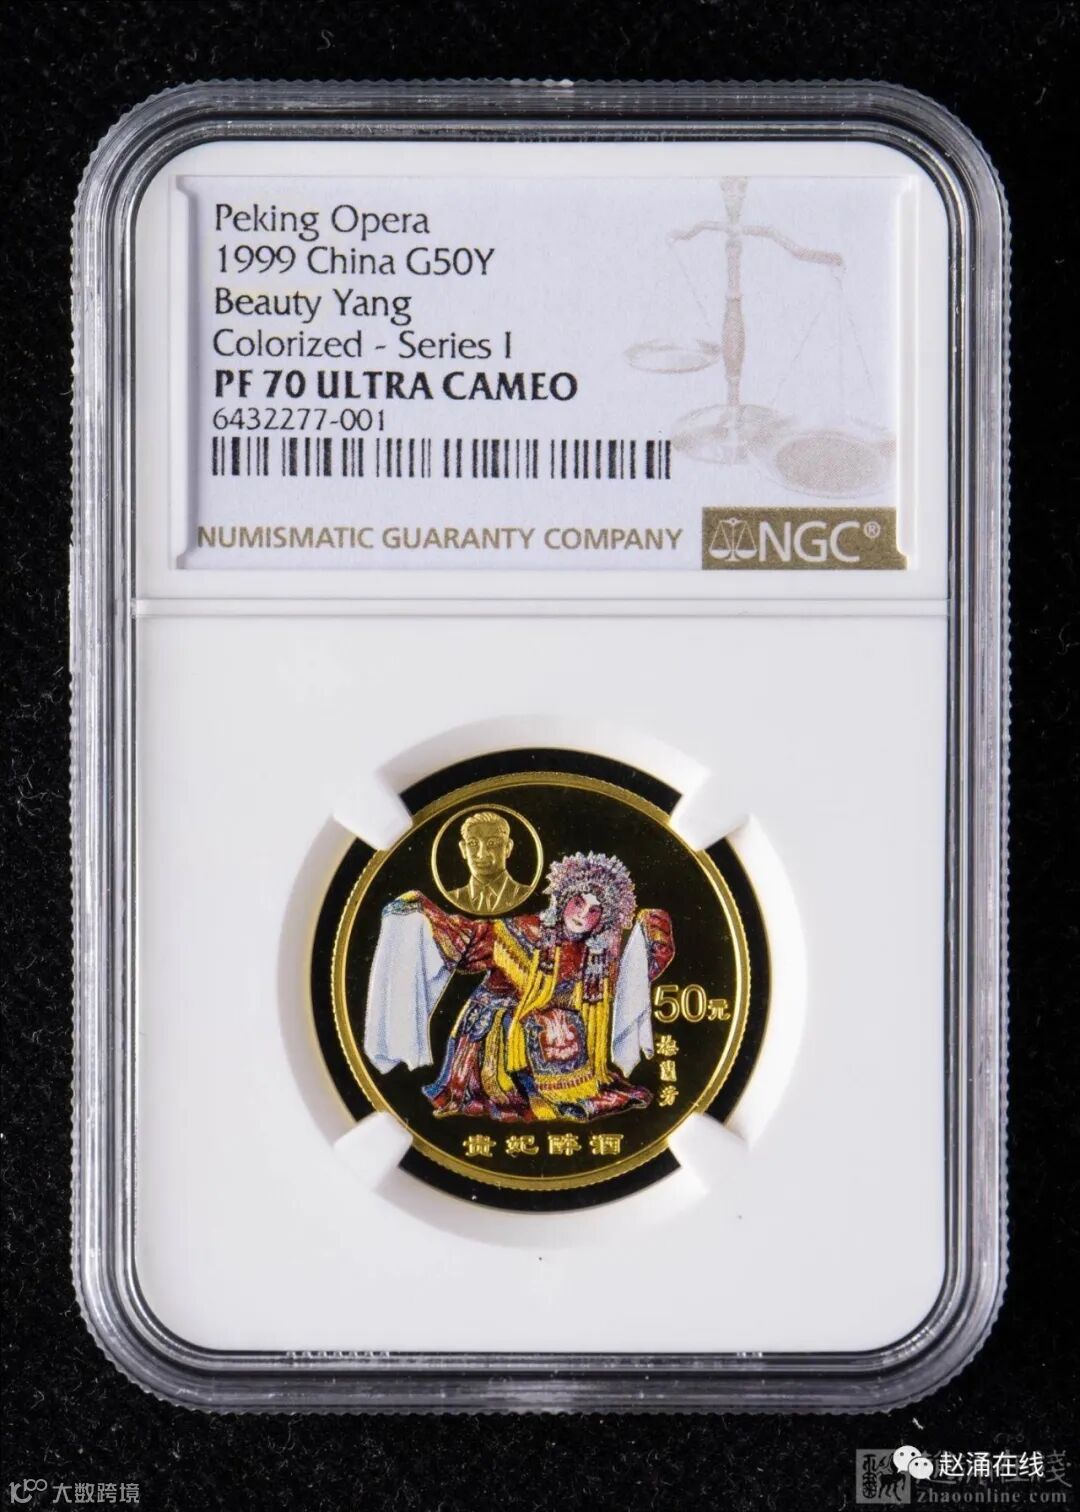 Peking Opera
1999 China G50Y
Beauty Yang
Colorized - Series I
PF 70 ULTRA CAMEO
6432277-001
NUMISMATIC GUARANTY COMPANY
NGC®
50元
梅蘭芳
貴妃醉酒
赵涌在线
zhaoonline.com
大数跨境